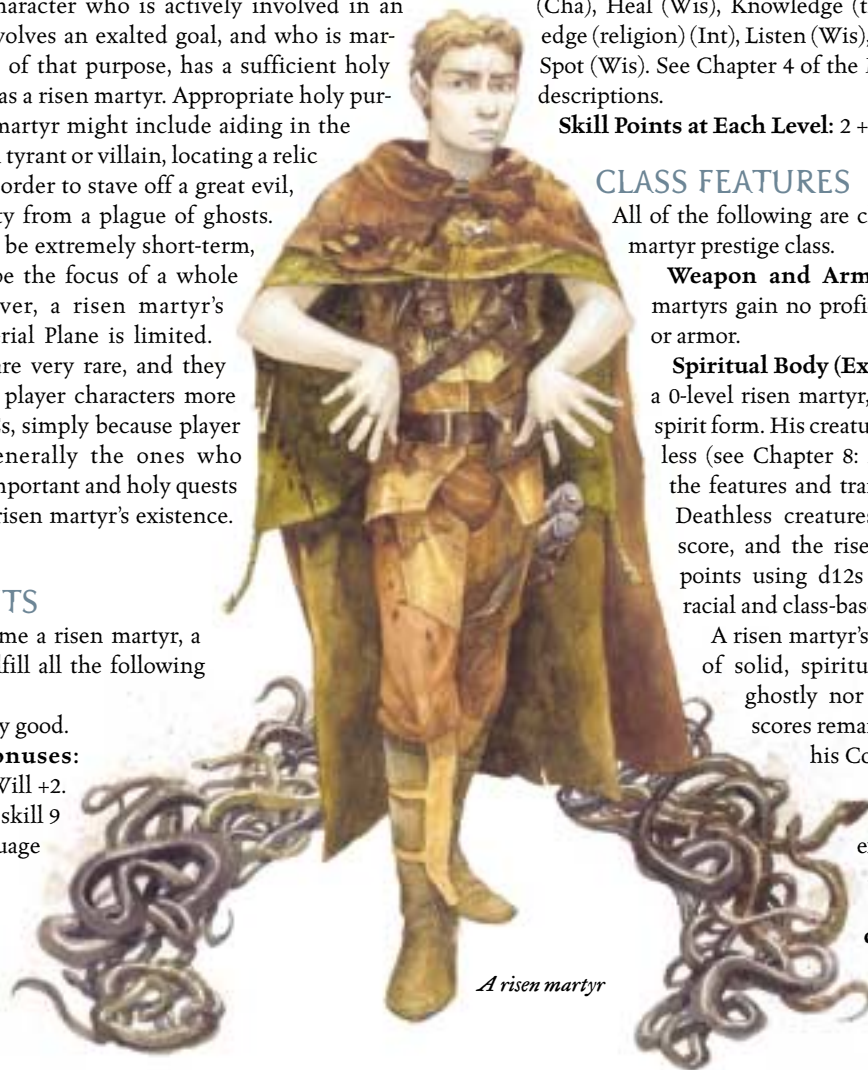 haracter who is actively involved in an
volves an exalted goal, and who is mar-
of that purpose, has a sufficient holy
as a risen martyr. Appropriate holy pur-
martyr might include aiding in the
tyrant or villain, locating a relic
order to stave off a great evil,
ty from a plague of ghosts.
be extremely short-term,
be the focus of a whole
ver, a risen martyr's
erial Plane is limited.
are very rare, and they
player characters more
s, simply because player
enerally the ones who
mportant and holy quests
risen martyr's existence.
TS
me a risen martyr, a
lfill all the following
y good.
onuses:
Will +2.
skill 9
uage
(Cha), Heal (Wis), Knowledge (t
edge (religion) (Int), Listen (Wis),
Spot (Wis). See Chapter 4 of the
descriptions.
Skill Points at Each Level: 2 +
CLASS FEATURES
All of the following are c
martyr prestige class.
Weapon and Arm
martyrs gain no profi
or armor.
Spiritual Body (Ex
a 0-level risen martyr,
spirit form. His creatu
less (see Chapter 8:
the features and trai
Deathless creatures
score, and the rise
points using d12s
racial and class-bas
A risen martyr's
of solid, spiritu
ghostly nor
scores remai
his Co
A risen martyr